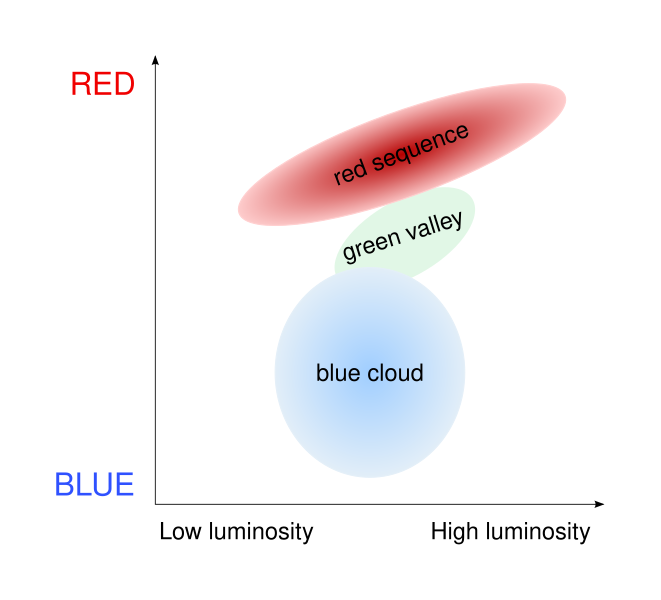 RED
red sequence
green valley
blue cloud
BLUE
Low luminosity
High luminosity